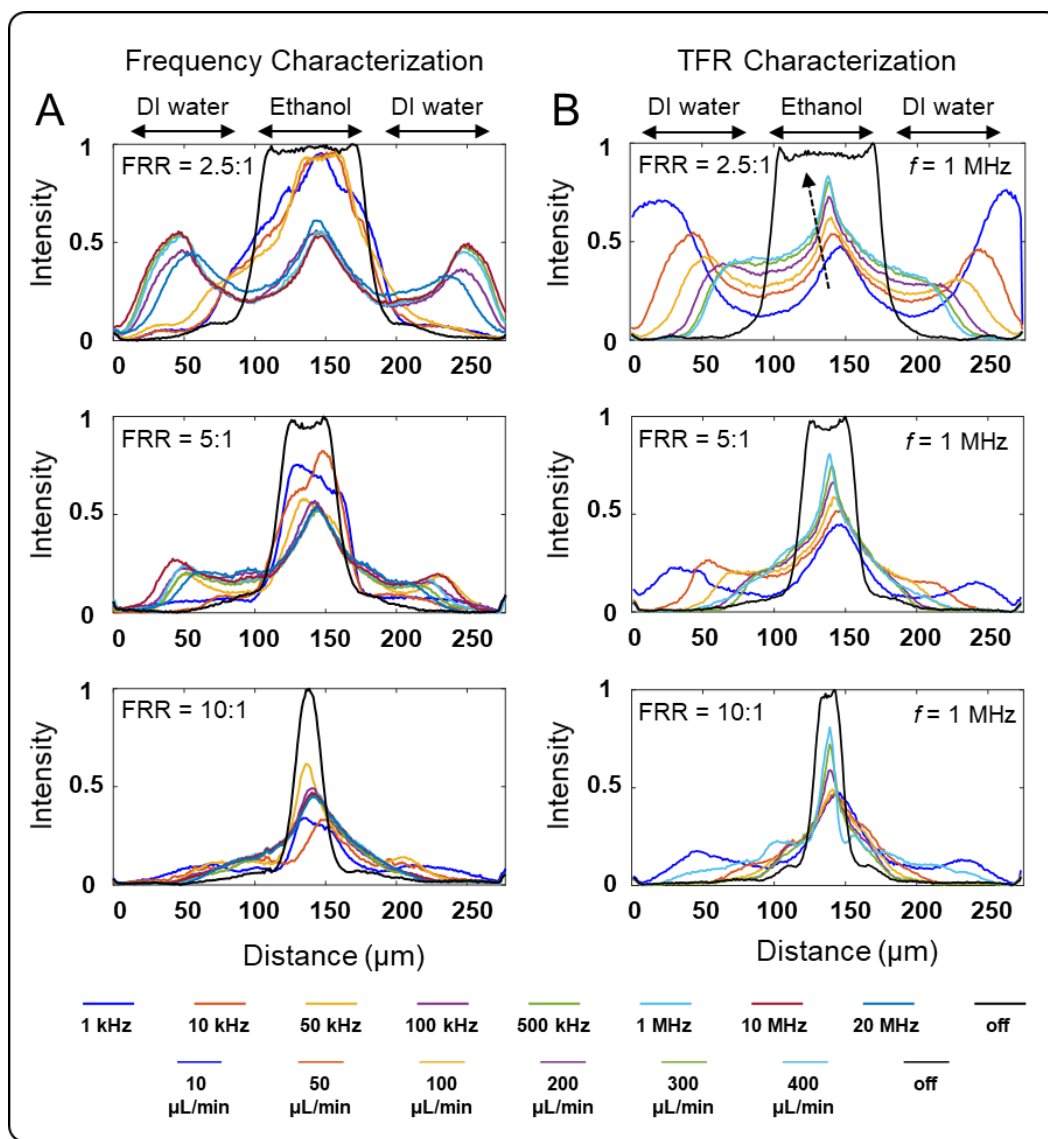 Frequency Characterization
TFR Characterization
A
DI water
Ethanol
DI water
B
DI water
Ethanol
DI water
Intensity
1
0.5
0
FRR = 2.5:1
0 50 100 150 200 250
Intensity
1
0.5
0
FRR = 2.5:1
f = 1 MHz
0 50 100 150 200 250
Intensity
1
0.5
0
FRR = 5:1
0 50 100 150 200 250
Intensity
1
0.5
0
FRR = 5:1
f = 1 MHz
0 50 100 150 200 250
Intensity
1
0.5
0
FRR = 10:1
0 50 100 150 200 250
Distance (µm)
Intensity
1
0.5
0
FRR = 10:1
f = 1 MHz
0 50 100 150 200 250
Distance (µm)
1 kHz 10 kHz 50 kHz 100 kHz 500 kHz 1 MHz 10 MHz 20 MHz off
10 50 100 200 300 400 off
µL/min µL/min µL/min µL/min µL/min µL/min